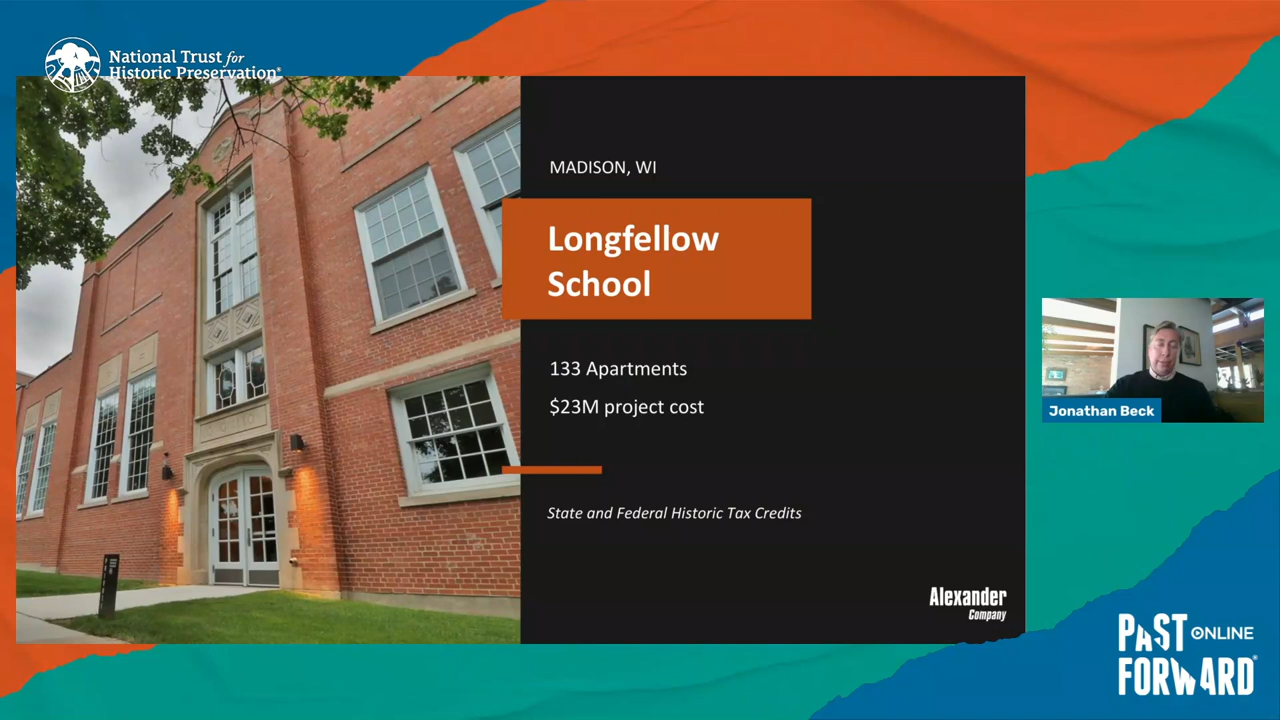 National Trust for
Historic Preservation®
MADISON, WI
Longfellow
School
133 Apartments
$23M project cost
State and Federal Historic Tax Credits
Alexander
Company
Jonathan Beck
PAST ONLINE
FORWARD®